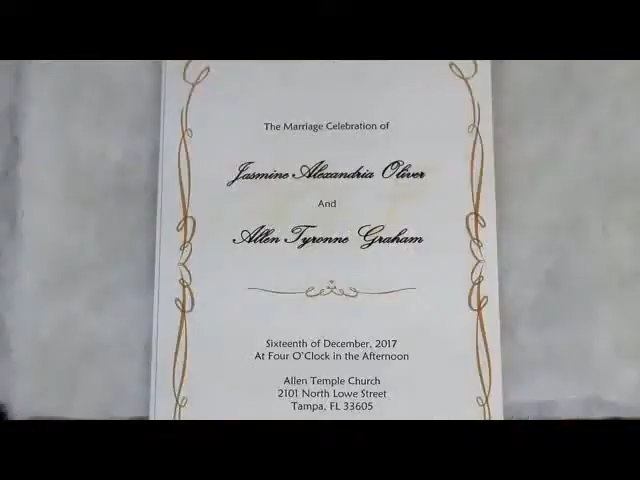 The Marriage Celebration of
Jasmine Alexandria Oliver
And
Allen Tyronne Graham
Sixteenth of December, 2017
At Four O'Clock in the Afternoon
Allen Temple Church
2101 North Lowe Street
Tampa, FL 33605